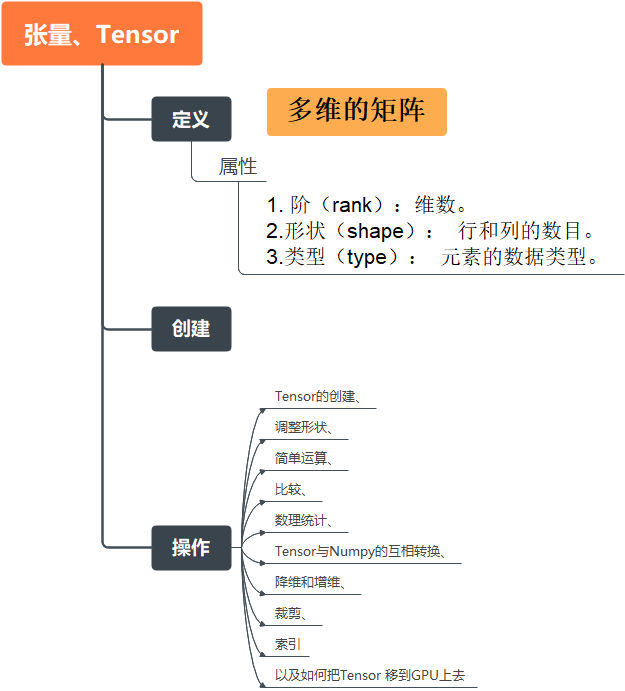 张量、Tensor
定义
多维的矩阵
属性
1. 阶（rank）：维数。
2.形状（shape）： 行和列的数目。
3.类型（type）： 元素的数据类型。
创建
操作
Tensor的创建、
调整形状、
简单运算、
比较、
数理统计、
Tensor与Numpy的互相转换、
降维和增维、
裁剪、
索引
以及如何把Tensor 移到GPU上去